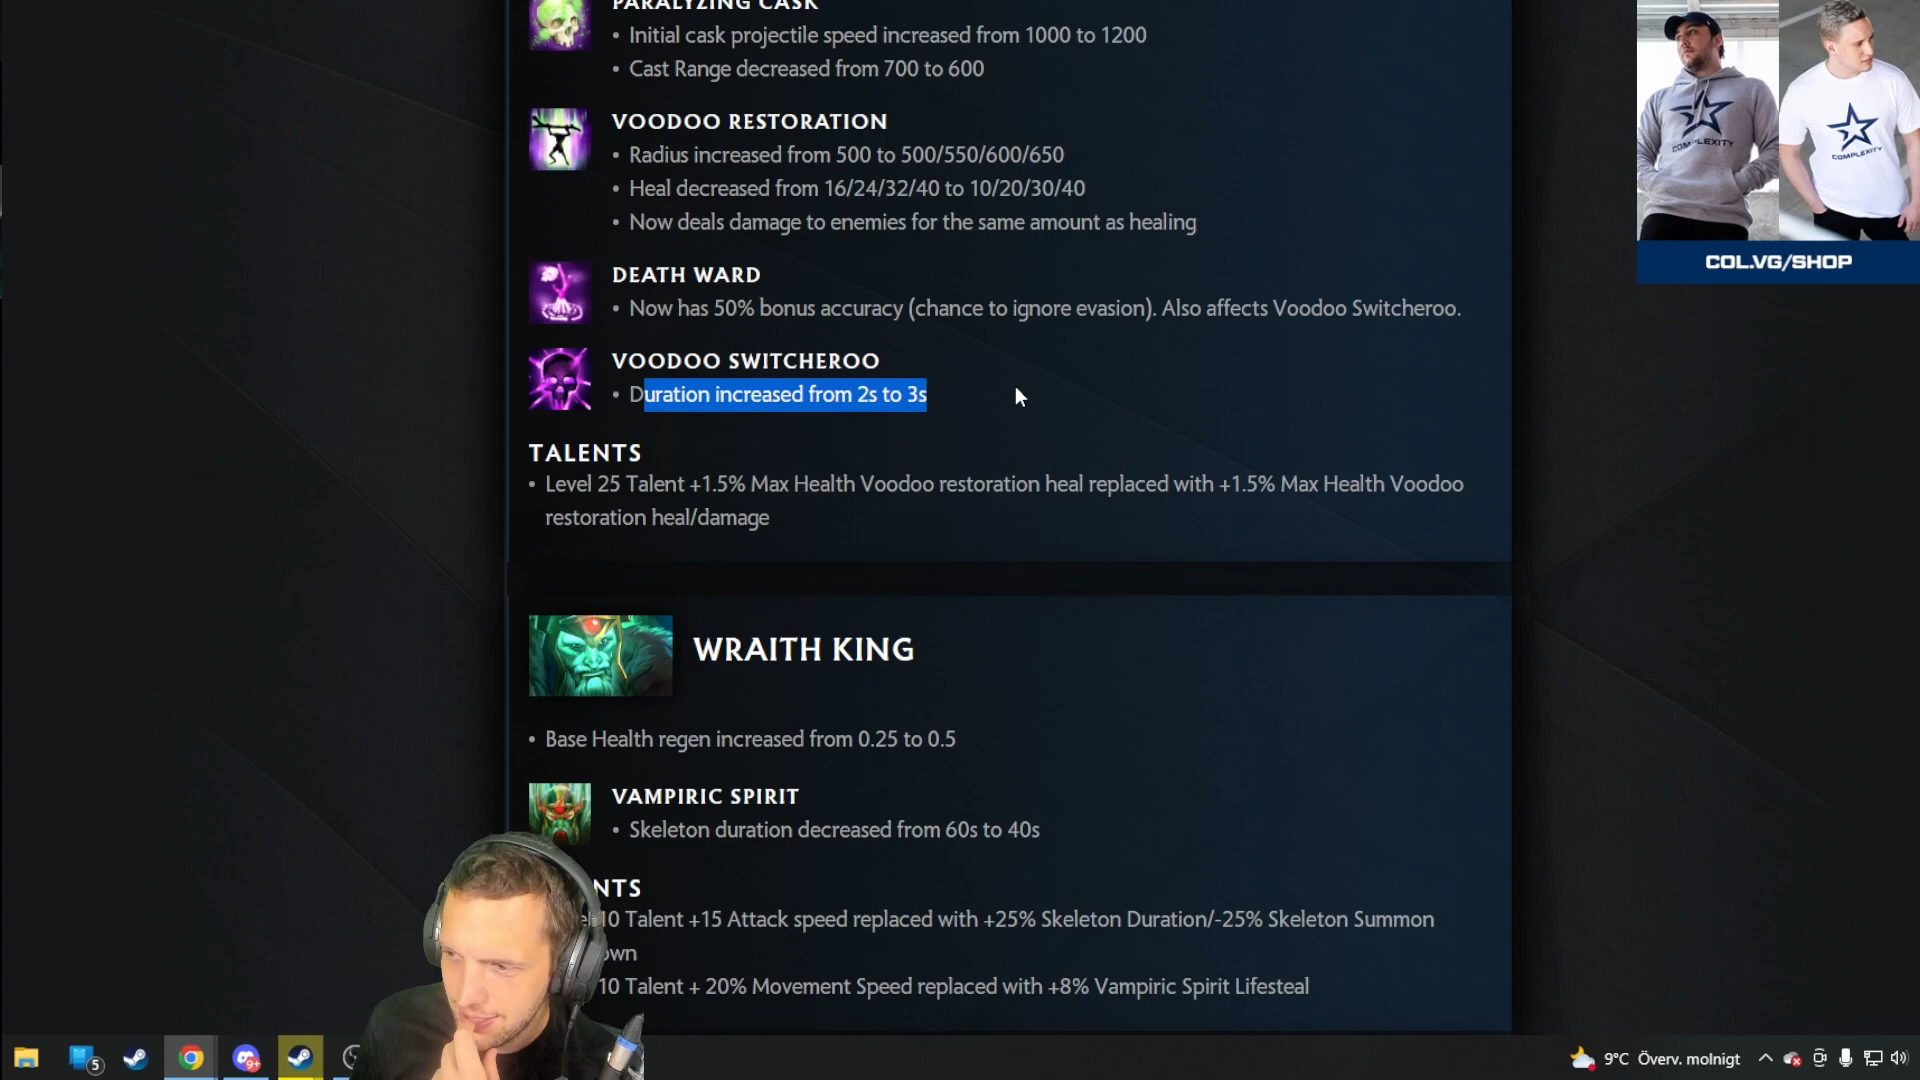 PARALYZING CASK
• Initial cask projectile speed increased from 1000 to 1200
• Cast Range decreased from 700 to 600
VOODOO RESTORATION
• Radius increased from 500 to 500/550/600/650
• Heal decreased from 16/24/32/40 to 10/20/30/40
• Now deals damage to enemies for the same amount as healing
DEATH WARD
• Now has 50% bonus accuracy (chance to ignore evasion). Also affects Voodoo Switcheroo.
VOODOO SWITCHEROO
• Duration increased from 2s to 3s
TALENTS
• Level 25 Talent +1.5% Max Health Voodoo restoration heal replaced with +1.5% Max Health Voodoo
restoration heal/damage
WRAITH KING
• Base Health regen increased from 0.25 to 0.5
VAMPIRIC SPIRIT
• Skeleton duration decreased from 60s to 40s
NTS
10 Talent +15 Attack speed replaced with +25% Skeleton Duration/-25% Skeleton Summon
own
10 Talent + 20% Movement Speed replaced with +8% Vampiric Spirit Lifesteal
COMPLEXITY
COMPLEXITY
COL.VG/SHOP
5
9+
9°C Överv. molnigt